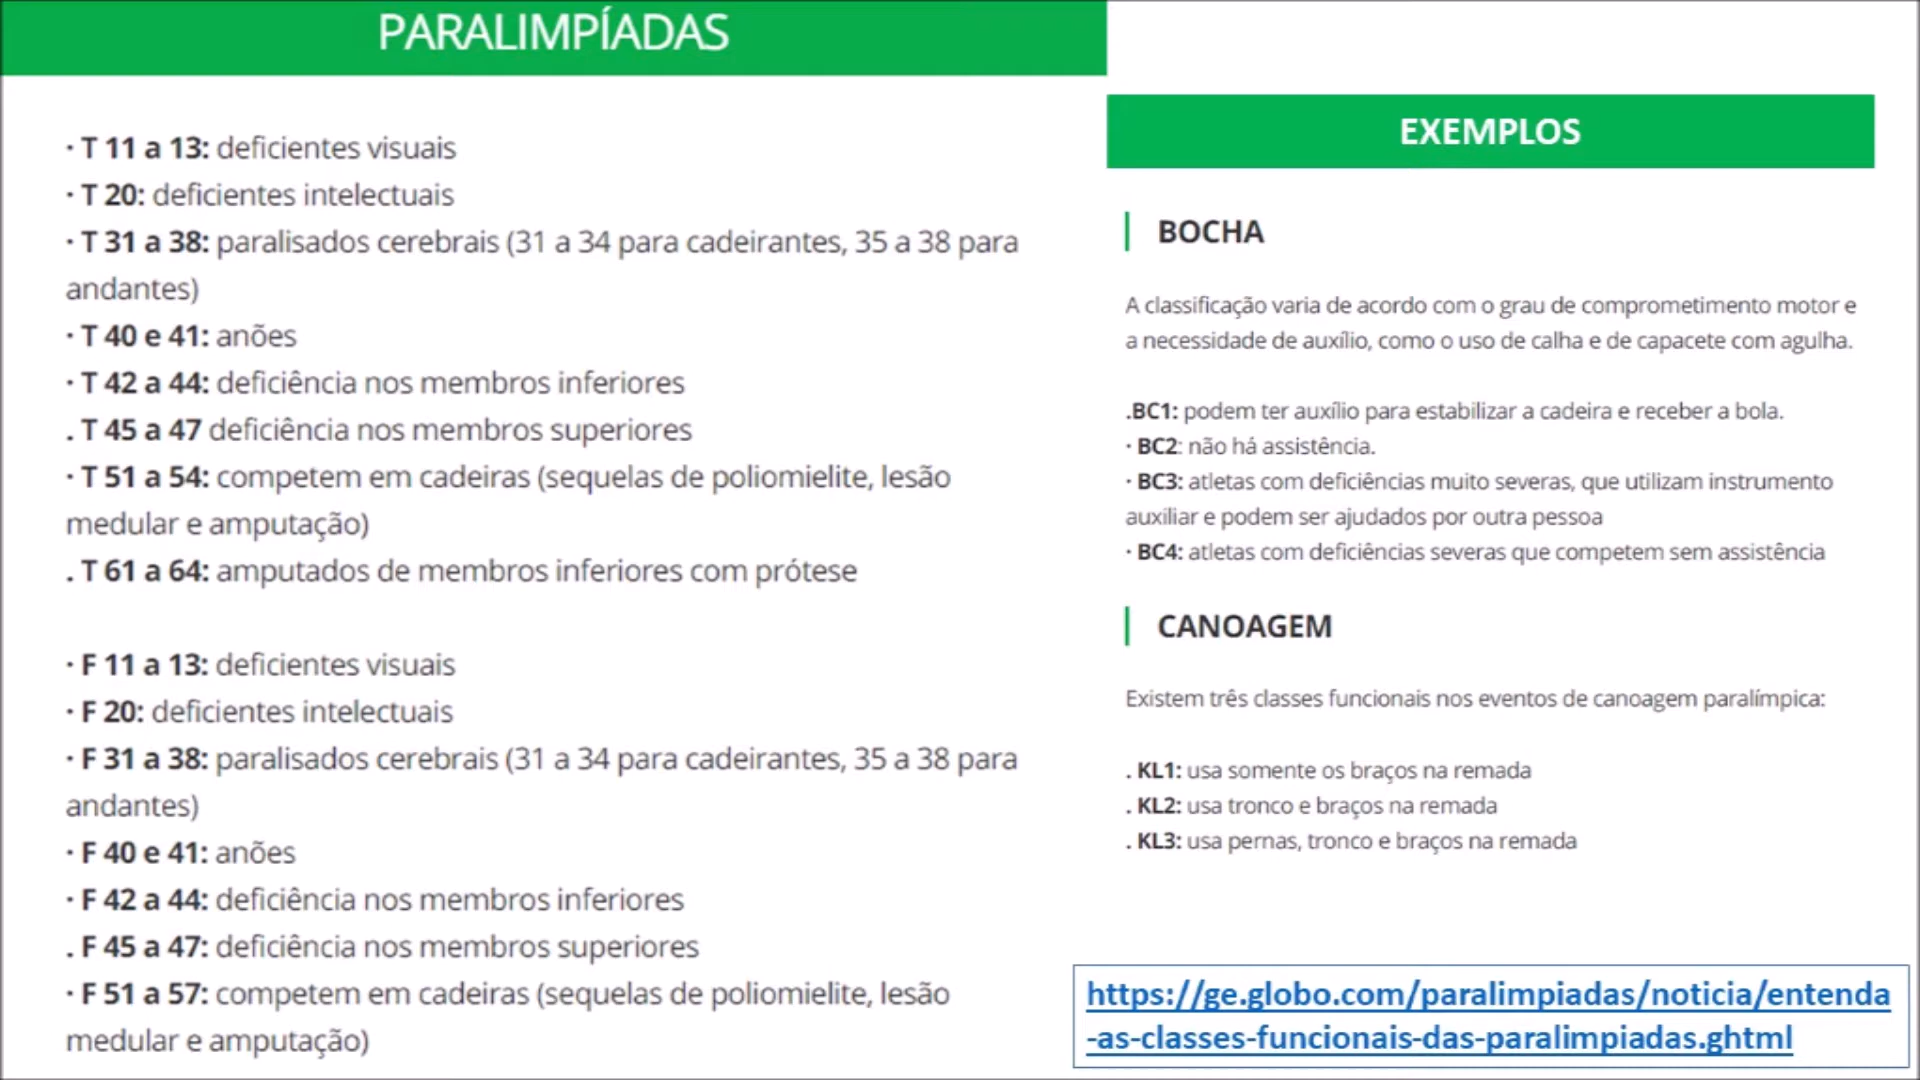 PARALIMPÍADAS
· T 11 a 13: deficientes visuais
· T 20: deficientes intelectuais
· T 31 a 38: paralisados cerebrais (31 a 34 para cadeirantes, 35 a 38 para
andantes)
· T 40 e 41: anões
· T 42 a 44: deficiência nos membros inferiores
. T 45 a 47 deficiência nos membros superiores
· T 51 a 54: competem em cadeiras (sequelas de poliomielite, lesão
medular e amputação)
. T 61 a 64: amputados de membros inferiores com prótese
· F 11 a 13: deficientes visuais
· F 20: deficientes intelectuais
· F 31 a 38: paralisados cerebrais (31 a 34 para cadeirantes, 35 a 38 para
andantes)
· F 40 e 41: anões
· F 42 a 44: deficiência nos membros inferiores
. F 45 a 47: deficiência nos membros superiores
· F 51 a 57: competem em cadeiras (sequelas de poliomielite, lesão
medular e amputação)
EXEMPLOS
BOCHA
A classificação varia de acordo com o grau de comprometimento motor e
a necessidade de auxílio, como o uso de calha e de capacete com agulha.
.BC1: podem ter auxílio para estabilizar a cadeira e receber a bola.
· BC2: não há assistência.
· BC3: atletas com deficiências muito severas, que utilizam instrumento
auxiliar e podem ser ajudados por outra pessoa
· BC4: atletas com deficiências severas que competem sem assistência
CANOAGEM
Existem três classes funcionais nos eventos de canoagem paralímpica:
. KL1: usa somente os braços na remada
. KL2: usa tronco e braços na remada
. KL3: usa pernas, tronco e braços na remada
https://ge.globo.com/paralimpiadas/noticia/entenda
-as-classes-funcionais-das-paralimpiadas.ghtml